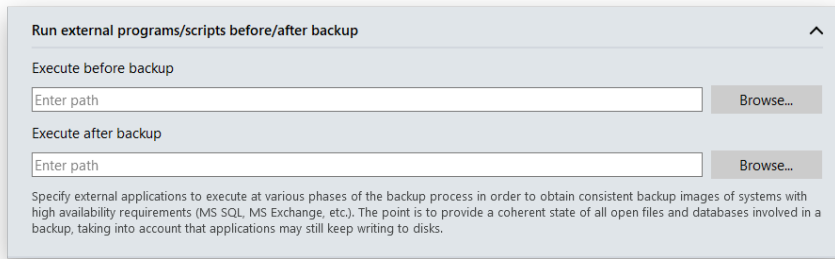 Run external programs/scripts before/after backup
Execute before backup
Enter path
Browse...
Execute after backup
Enter path
Browse...
Specify external applications to execute at various phases of the backup process in order to obtain consistent backup images of systems with
high availability requirements (MS SQL, MS Exchange, etc.). The point is to provide a coherent state of all open files and databases involved in a
backup, taking into account that applications may still keep writing to disks.